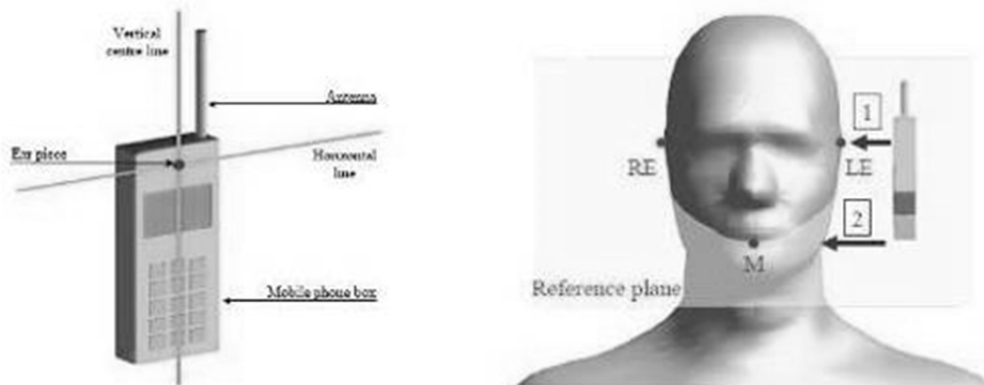 Vertical
centre line
Antenna
Ear piece
Horizontal
line
Mobile phone box
1
RE
LE
2
M
Reference plane